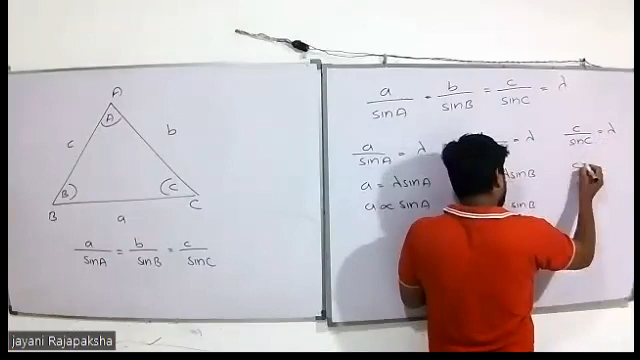 A
A
c
b
B
C
B
C
a
a/sinA = b/sinB = c/sinC
a/sinA = b/sinB = c/sinC = λ
a/sinA = λ
= λ
c/sinC = λ
a = λsinA
λsinB
c
a ∝ sinA
sinB
jayani Rajapaksha